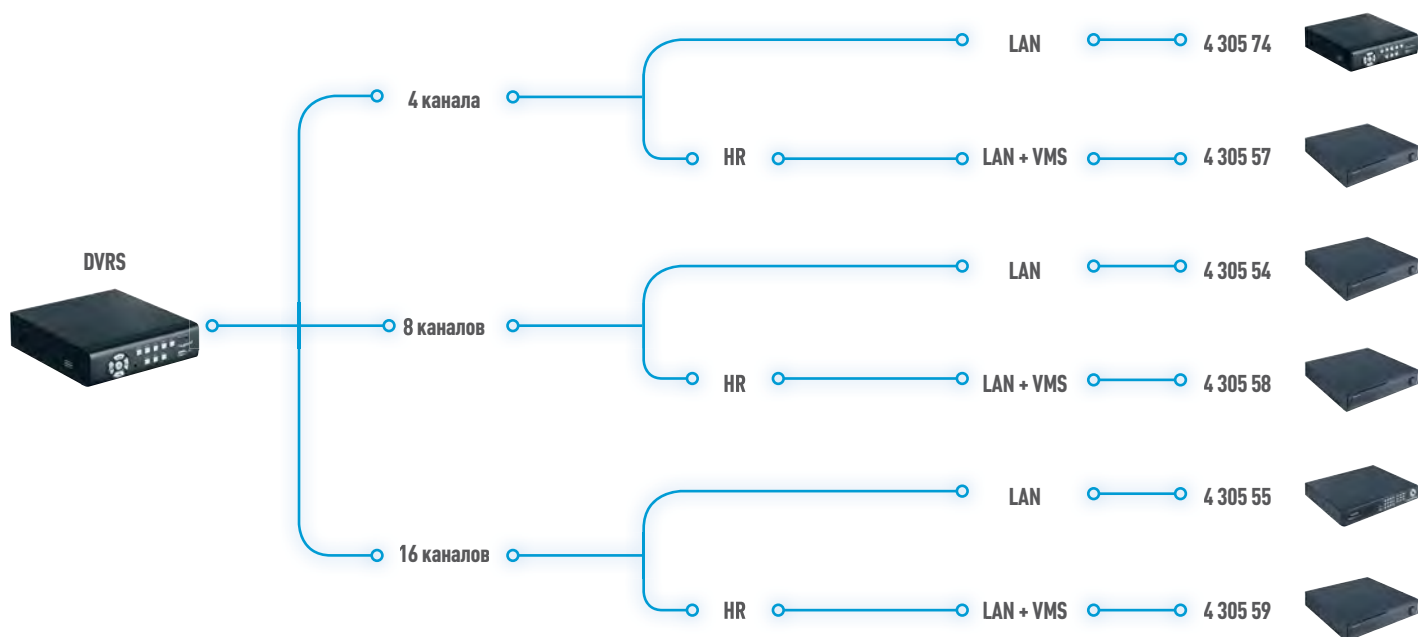 LAN
4 305 74
4 канала
HR
LAN + VMS
4 305 57
DVRS
LAN
4 305 54
8 каналов
HR
LAN + VMS
4 305 58
LAN
4 305 55
16 каналов
HR
LAN + VMS
4 305 59